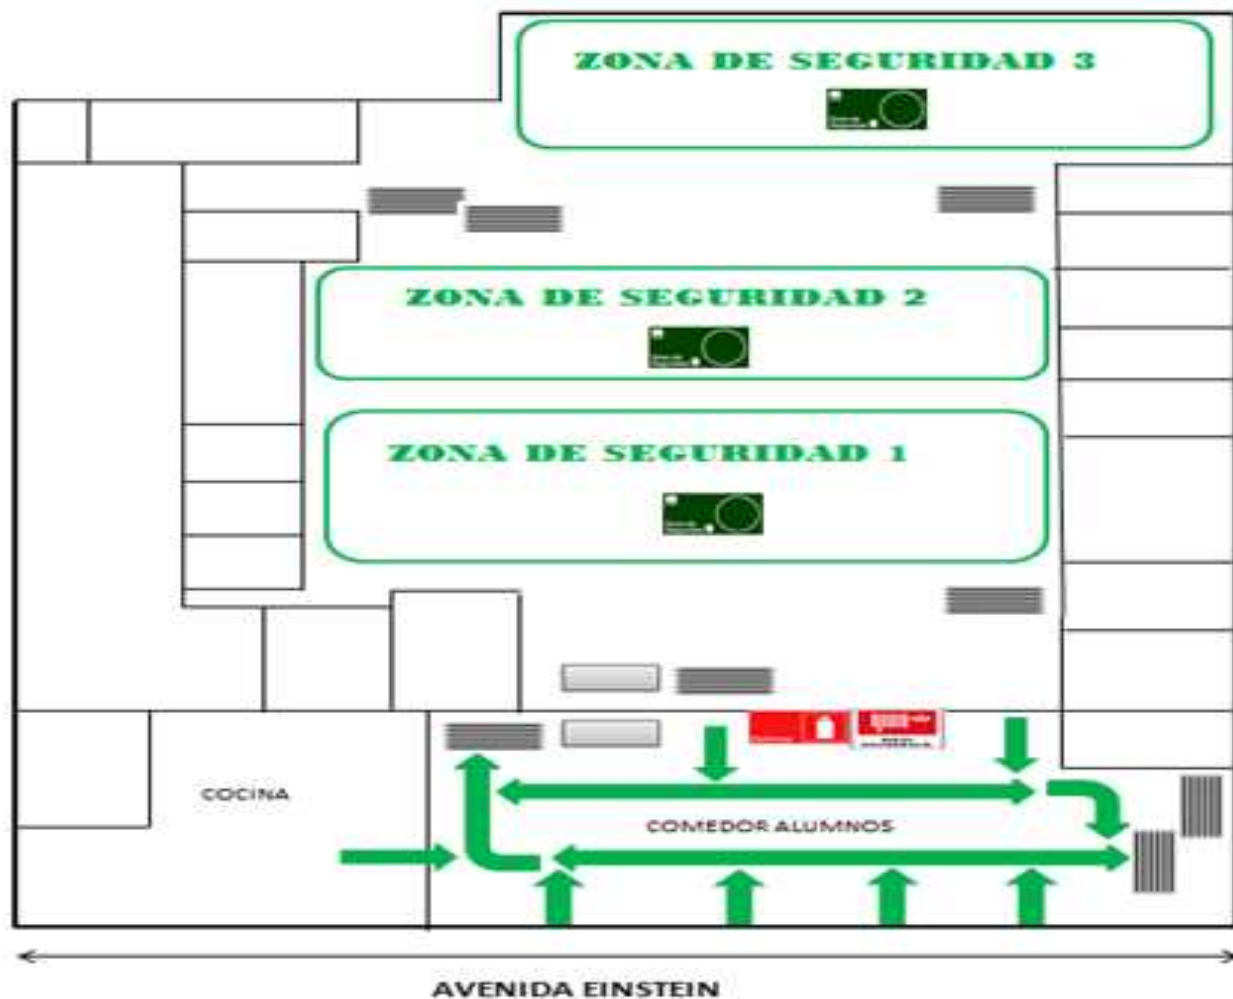 ZONA DE SEGURIDAD 3
ZONA DE SEGURIDAD 2
ZONA DE SEGURIDAD 1
COCINA
COMEDOR ALUMNOS
AVENIDA EINSTEIN